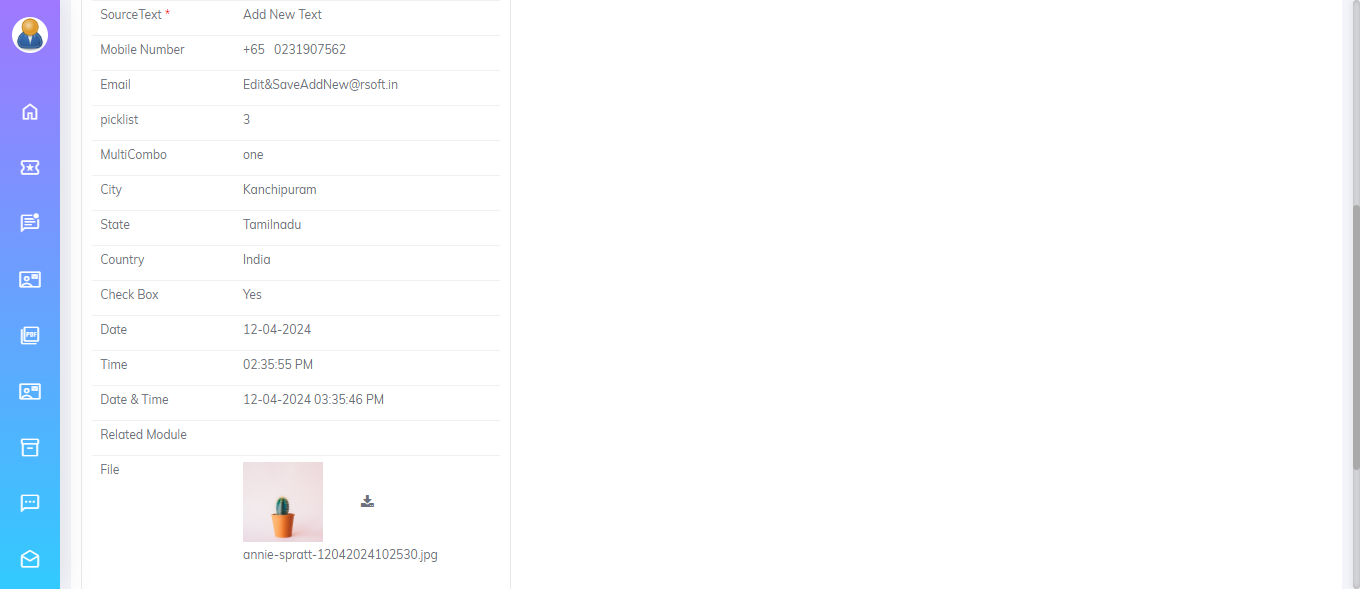 SourceText * Add New Text
Mobile Number +65 0231907562
Email Edit&SaveAddNew@rsoft.in
picklist 3
MultiCombo one
City Kanchipuram
State Tamilnadu
Country India
Check Box Yes
Date 12-04-2024
Time 02:35:55 PM
Date & Time 12-04-2024 03:35:46 PM
Related Module
File
annie-spratt-12042024102530.jpg
PDF